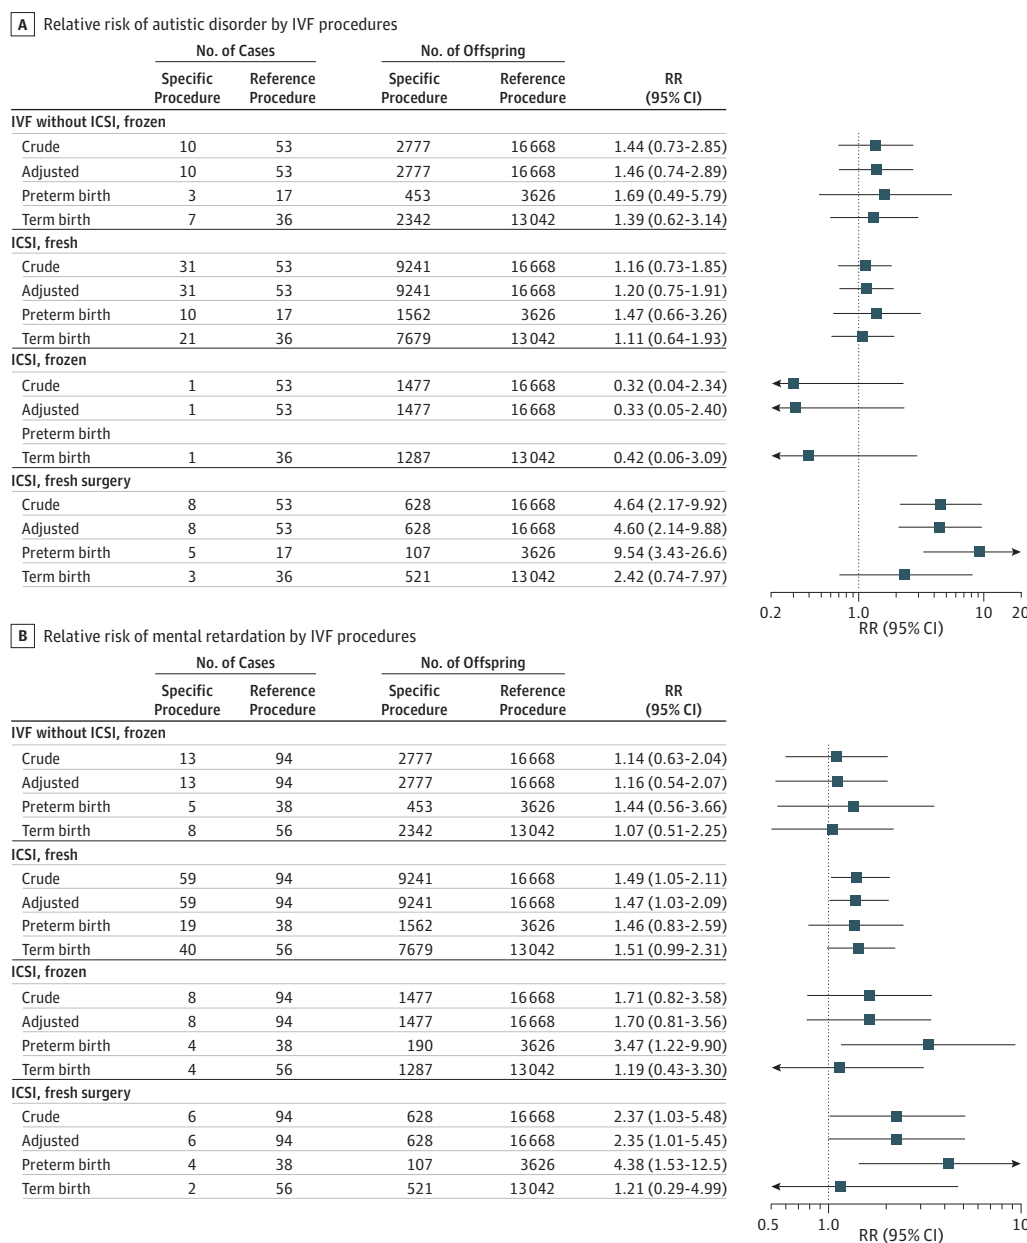 A Relative risk of autistic disorder by IVF procedures
No. of Cases No. of Offspring
Specific Procedure Reference Procedure Specific Procedure Reference Procedure RR (95% CI)
IVF without ICSI, frozen
Crude 10 53 2777 16668 1.44 (0.73-2.85)
Adjusted 10 53 2777 16668 1.46 (0.74-2.89)
Preterm birth 3 17 453 3626 1.69 (0.49-5.79)
Term birth 7 36 2342 13042 1.39 (0.62-3.14)
ICSI, fresh
Crude 31 53 9241 16668 1.16 (0.73-1.85)
Adjusted 31 53 9241 16668 1.20 (0.75-1.91)
Preterm birth 10 17 1562 3626 1.47 (0.66-3.26)
Term birth 21 36 7679 13042 1.11 (0.64-1.93)
ICSI, frozen
Crude 1 53 1477 16668 0.32 (0.04-2.34)
Adjusted 1 53 1477 16668 0.33 (0.05-2.40)
Preterm birth
Term birth 1 36 1287 13042 0.42 (0.06-3.09)
ICSI, fresh surgery
Crude 8 53 628 16668 4.64 (2.17-9.92)
Adjusted 8 53 628 16668 4.60 (2.14-9.88)
Preterm birth 5 17 107 3626 9.54 (3.43-26.6)
Term birth 3 36 521 13042 2.42 (0.74-7.97)
0.2 1.0 10 20
RR (95% CI)
B Relative risk of mental retardation by IVF procedures
No. of Cases No. of Offspring
Specific Procedure Reference Procedure Specific Procedure Reference Procedure RR (95% CI)
IVF without ICSI, frozen
Crude 13 94 2777 16668 1.14 (0.63-2.04)
Adjusted 13 94 2777 16668 1.16 (0.54-2.07)
Preterm birth 5 38 453 3626 1.44 (0.56-3.66)
Term birth 8 56 2342 13042 1.07 (0.51-2.25)
ICSI, fresh
Crude 59 94 9241 16668 1.49 (1.05-2.11)
Adjusted 59 94 9241 16668 1.47 (1.03-2.09)
Preterm birth 19 38 1562 3626 1.46 (0.83-2.59)
Term birth 40 56 7679 13042 1.51 (0.99-2.31)
ICSI, frozen
Crude 8 94 1477 16668 1.71 (0.82-3.58)
Adjusted 8 94 1477 16668 1.70 (0.81-3.56)
Preterm birth 4 38 190 3626 3.47 (1.22-9.90)
Term birth 4 56 1287 13042 1.19 (0.43-3.30)
ICSI, fresh surgery
Crude 6 94 628 16668 2.37 (1.03-5.48)
Adjusted 6 94 628 16668 2.35 (1.01-5.45)
Preterm birth 4 38 107 3626 4.38 (1.53-12.5)
Term birth 2 56 521 13042 1.21 (0.29-4.99)
0.5 1.0 10
RR (95% CI)